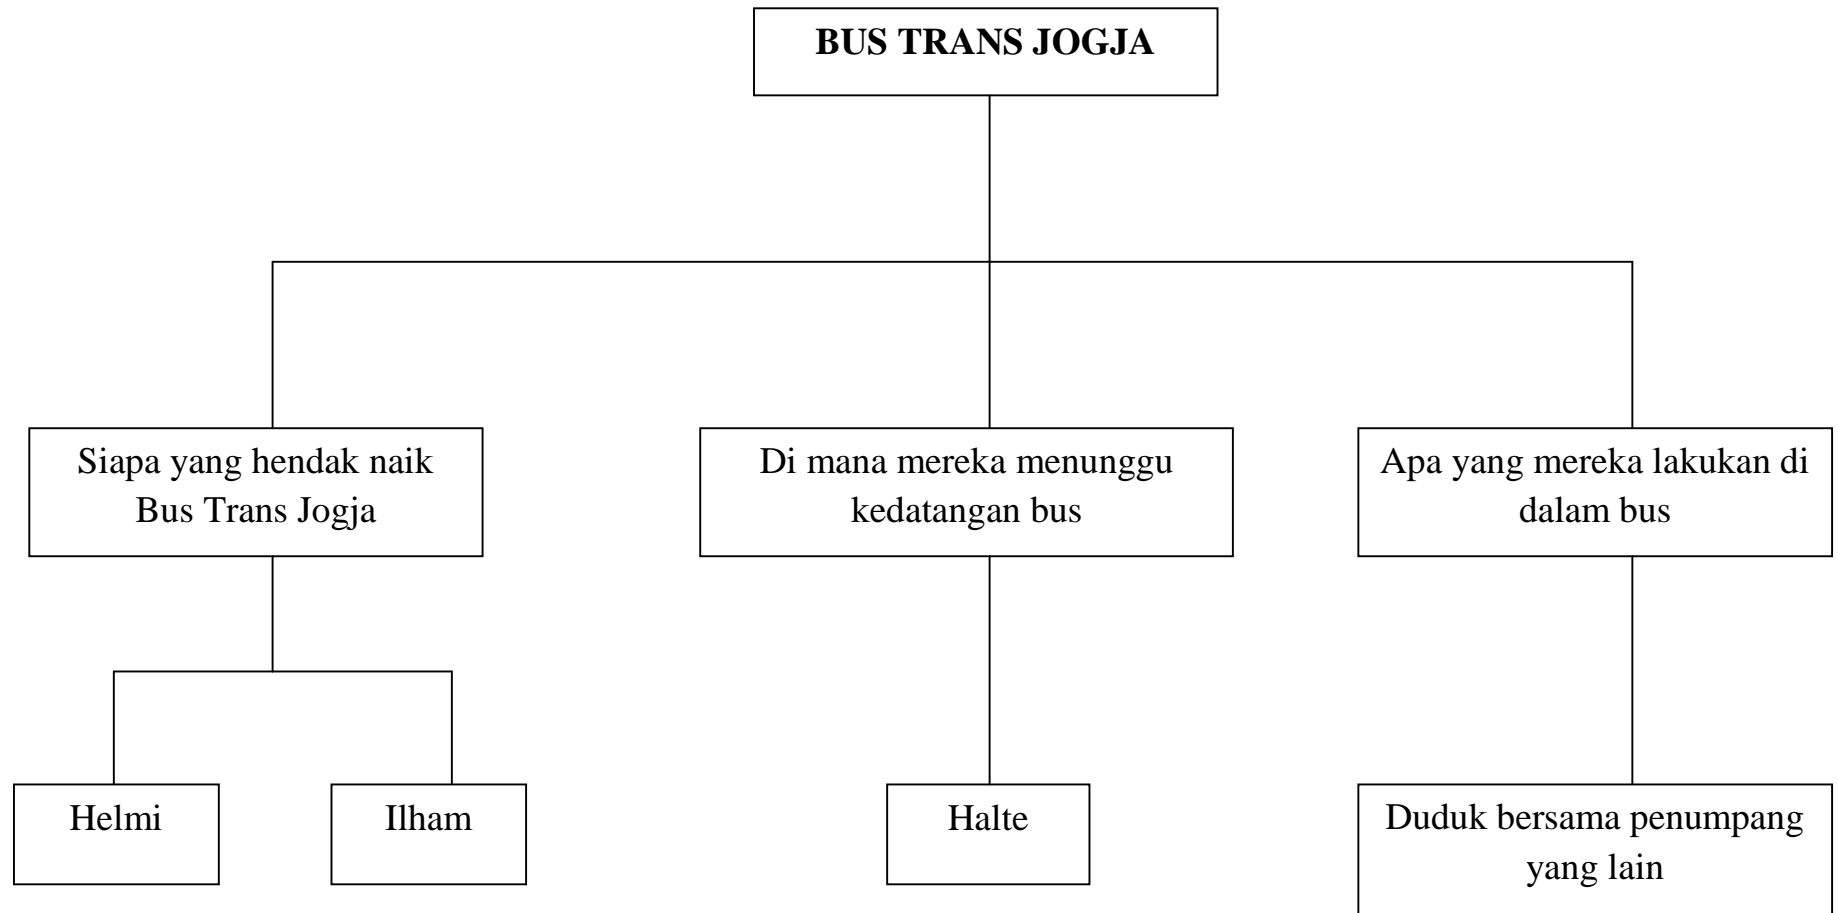 BUS TRANS JOGJA
Siapa yang hendak naik
Bus Trans Jogja
Di mana mereka menunggu
kedatangan bus
Apa yang mereka lakukan di
dalam bus
Helmi
Ilham
Halte
Duduk bersama penumpang
yang lain